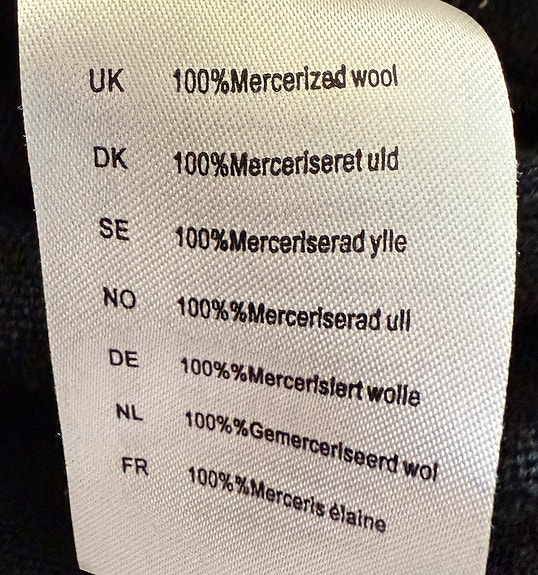 UK 100%Mercerized wool
DK 100%Merceriseret uld
SE 100%Merceriserad ylle
NO 100%%Merceriserad ull
DE 100%%Mercerisiert wolle
NL 100%%Gemerceriseerd wol
FR 100%%Merceris élaine